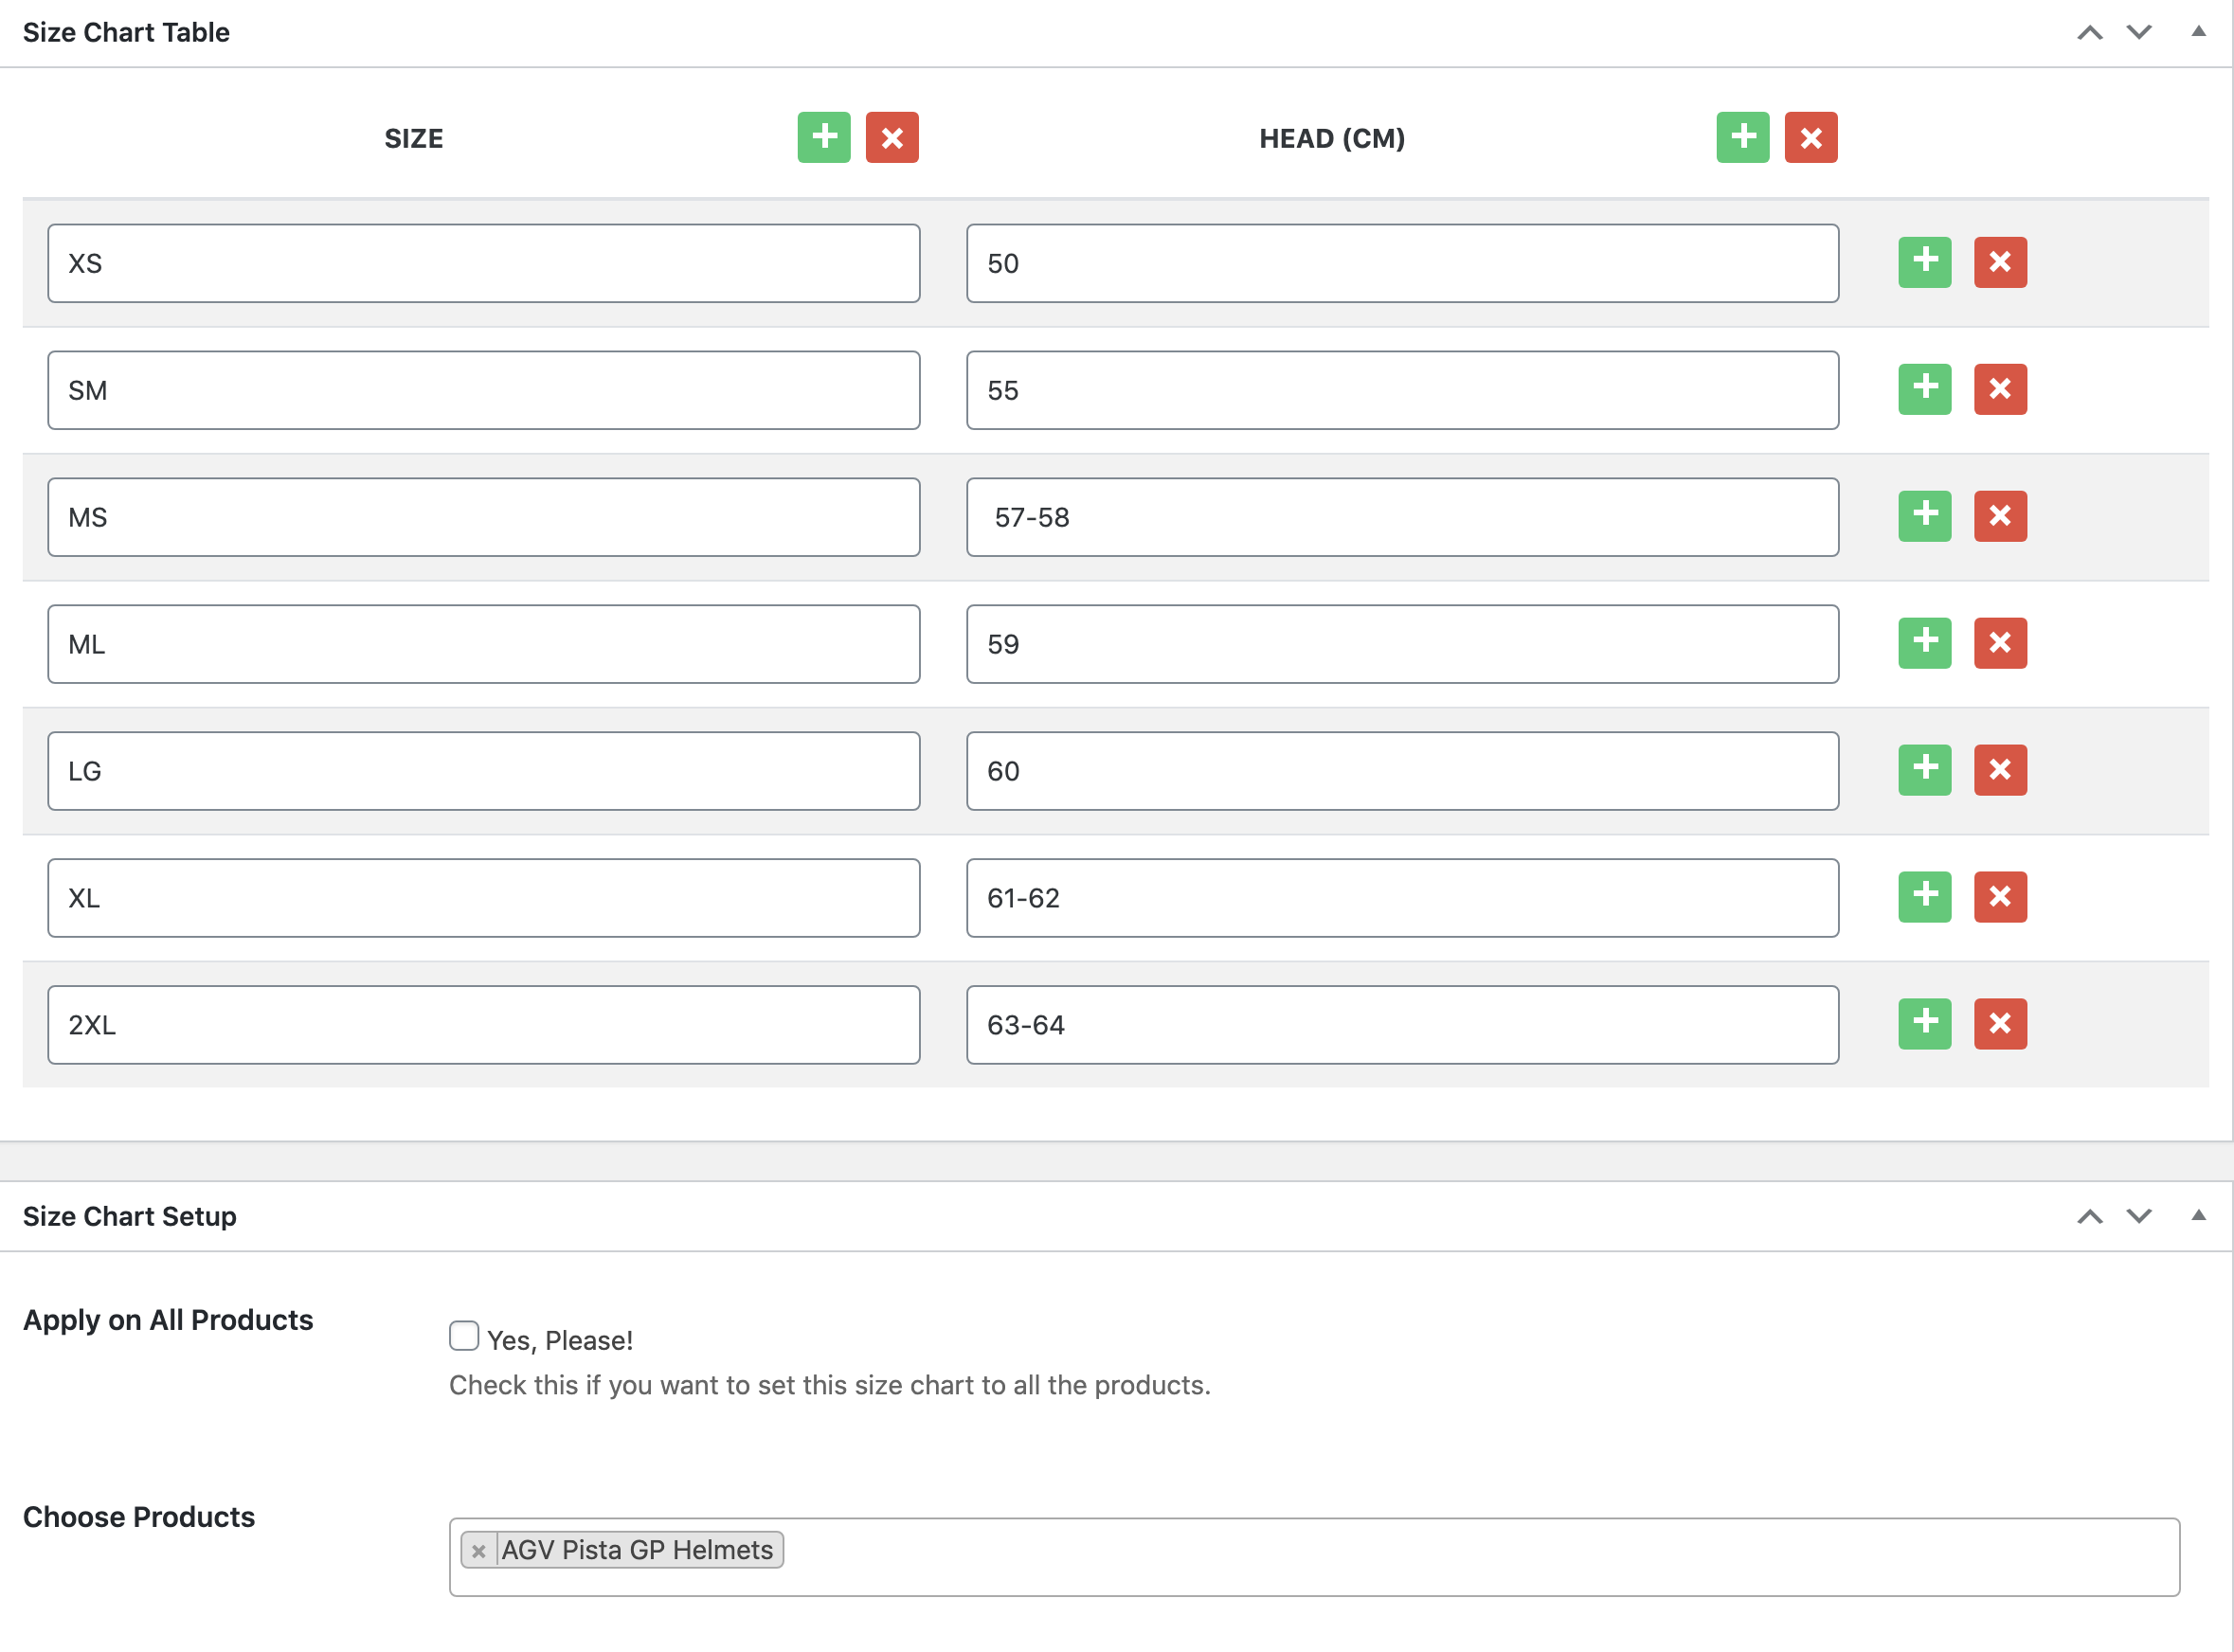 Size Chart Table
SIZE HEAD (CM)
XS 50
SM 55
MS 57-58
ML 59
LG 60
XL 61-62
2XL 63-64
Size Chart Setup
Apply on All Products
Yes, Please!
Check this if you want to set this size chart to all the products.
Choose Products
× AGV Pista GP Helmets